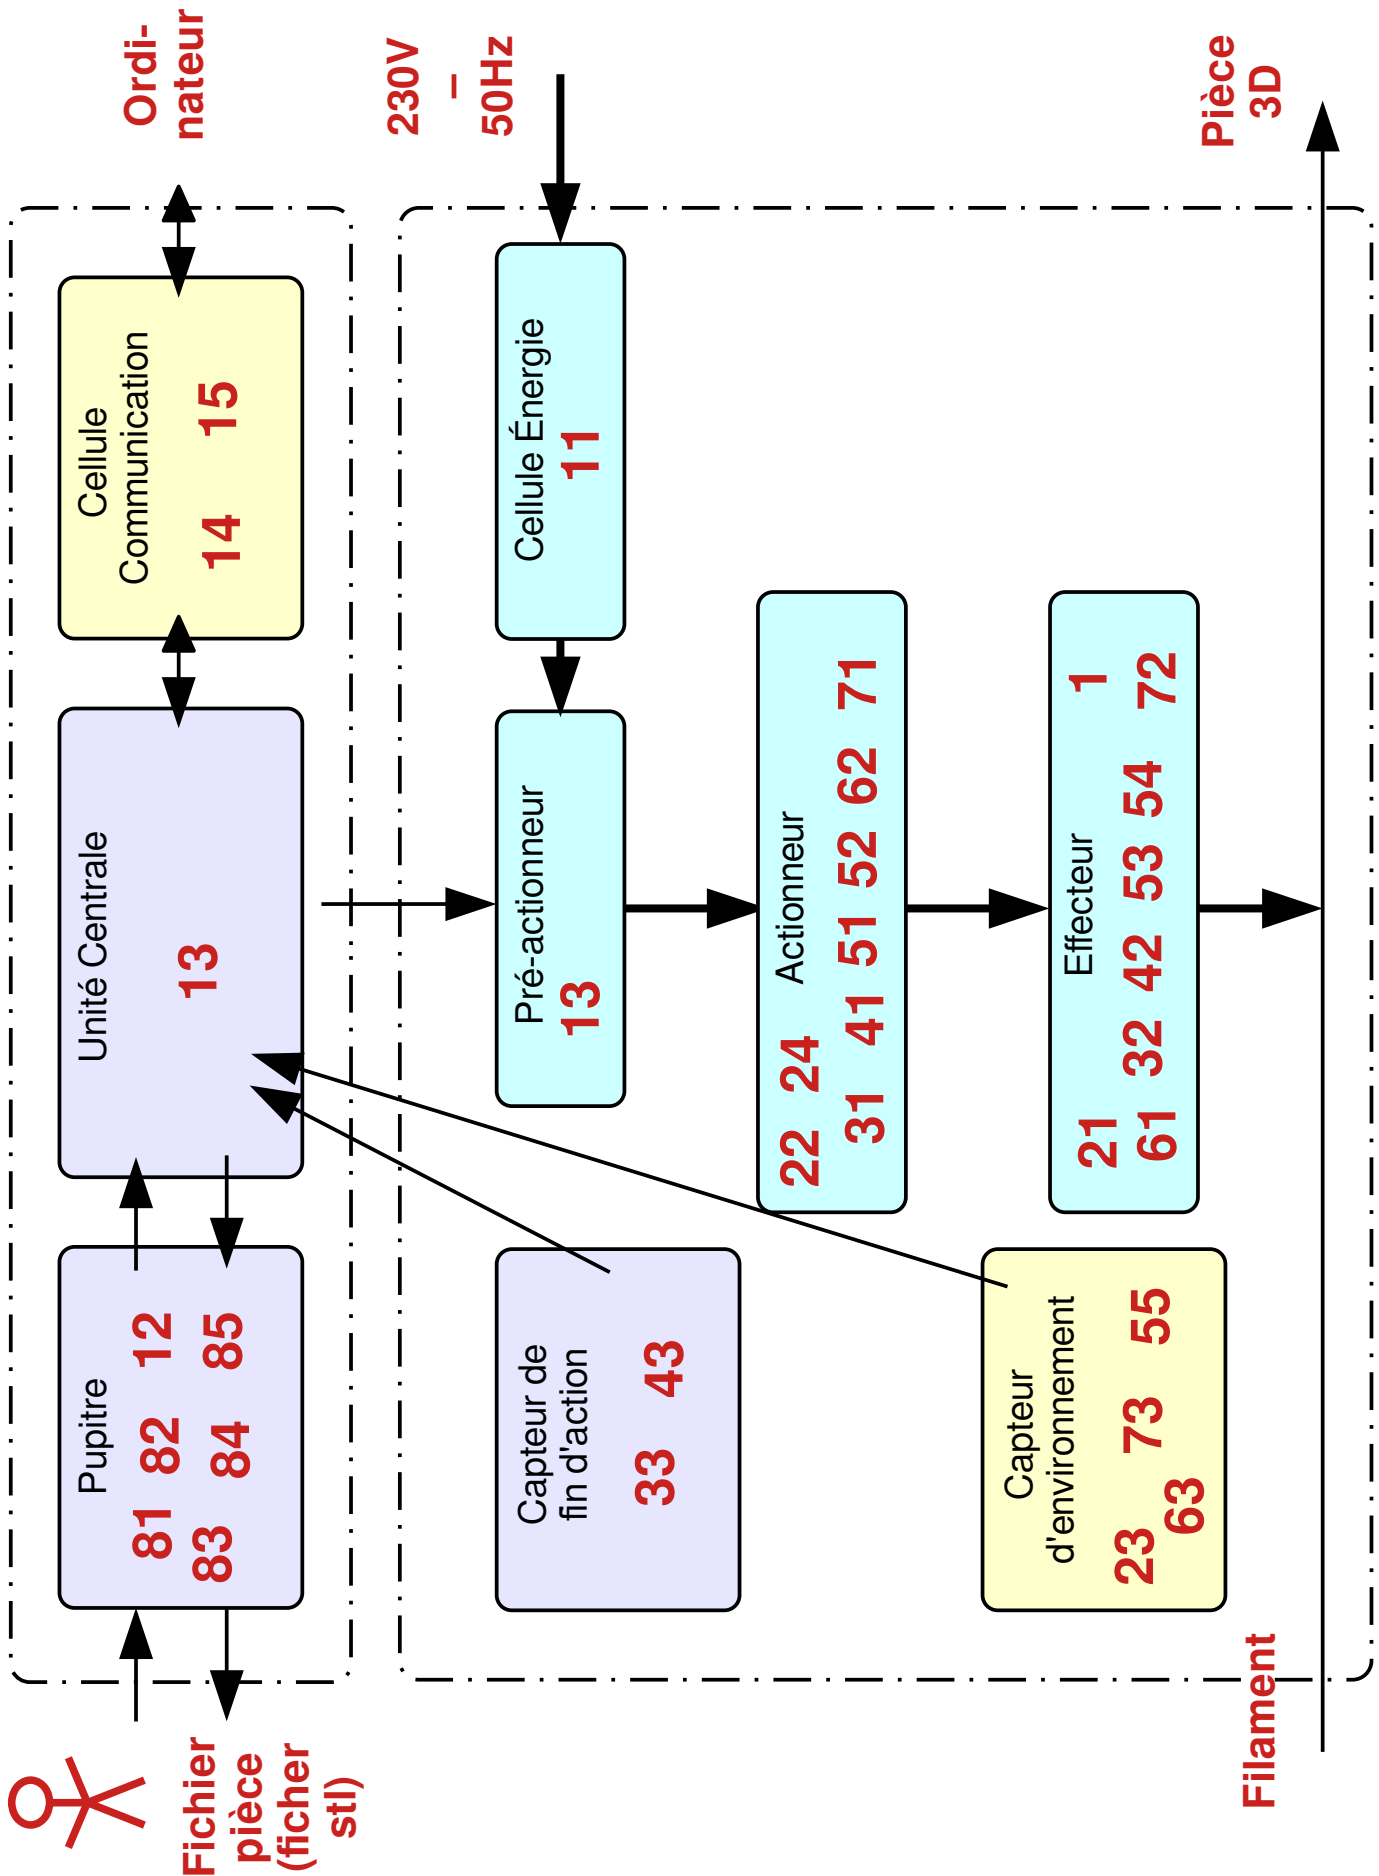 Fichier
pièce
(ficher
stl)
Pupitre
81 82 12
83 84 85
Unité Centrale
13
Cellule
Communication
14 15
Ordi-
nateur
Capteur de
fin d'action
33 43
Pré-actionneur
13
Cellule Énergie
11
230V
–
50Hz
Actionneur
22 24
31 41 51 52 62 71
Capteur
d'environnement
23 73 55
63
Effecteur
21 1
61 32 42 53 54 72
Filament
Pièce
3D